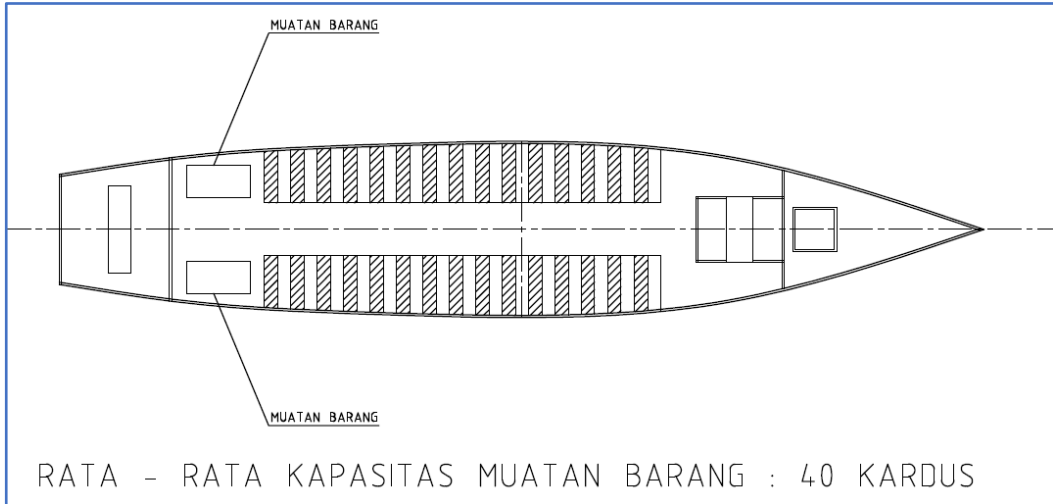 MUATAN BARANG
MUATAN BARANG
RATA - RATA KAPASITAS MUATAN BARANG : 40 KARDUS